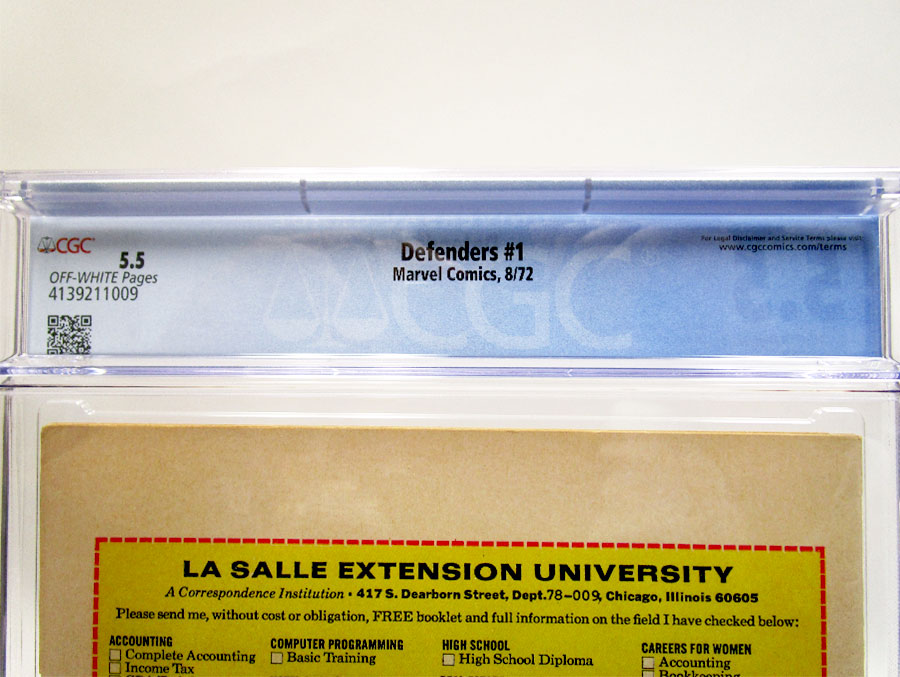 CGC
5.5
OFF-WHITE Pages
4139211009
Defenders #1
Marvel Comics, 8/72
For Legal Disclaimer and Service Terms please visit
www.cgccomics.com/terms
CGC
LA SALLE EXTENSION UNIVERSITY
A Correspondence Institution • 417 S. Dearborn Street, Dept.78-009, Chicago, Illinois 60605
Please send me, without cost or obligation, FREE booklet and full information on the field I have checked below:
ACCOUNTING
Complete Accounting
Income Tax
COMPUTER PROGRAMMING
Basic Training
HIGH SCHOOL
High School Diploma
CAREERS FOR WOMEN
Accounting
Bookkeeping